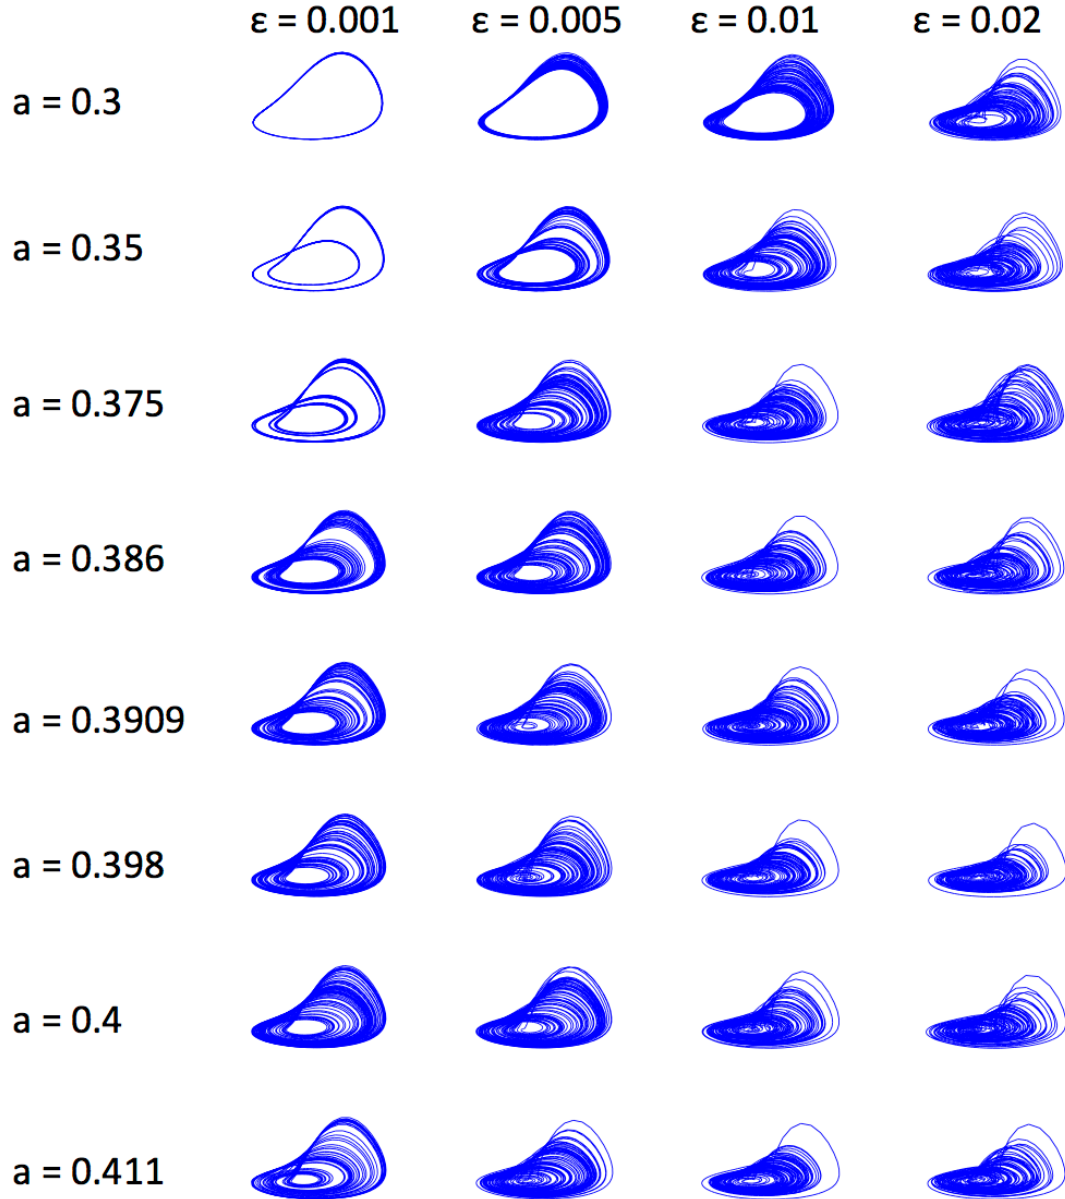 ε = 0.001 ε = 0.005 ε = 0.01 ε = 0.02
a = 0.3
a = 0.35
a = 0.375
a = 0.386
a = 0.3909
a = 0.398
a = 0.4
a = 0.411